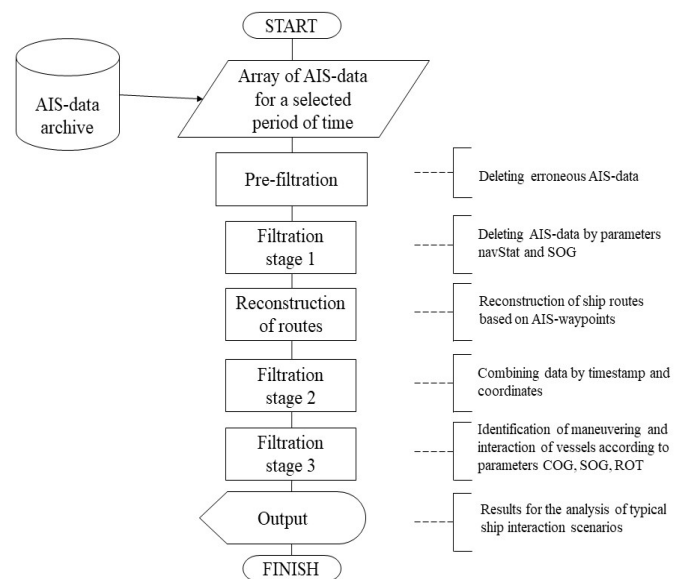 START
AIS-data
archive
Array of AIS-data
for a selected
period of time
Pre-filtration
Deleting erroneous AIS-data
Filtration
stage 1
Deleting AIS-data by parameters
navStat and SOG
Reconstruction
of routes
Reconstruction of ship routes
based on AIS-waypoints
Filtration
stage 2
Combining data by timestamp and
coordinates
Filtration
stage 3
Identification of maneuvering and
interaction of vessels according to
parameters COG, SOG, ROT
Output
Results for the analysis of typical
ship interaction scenarios
FINISH